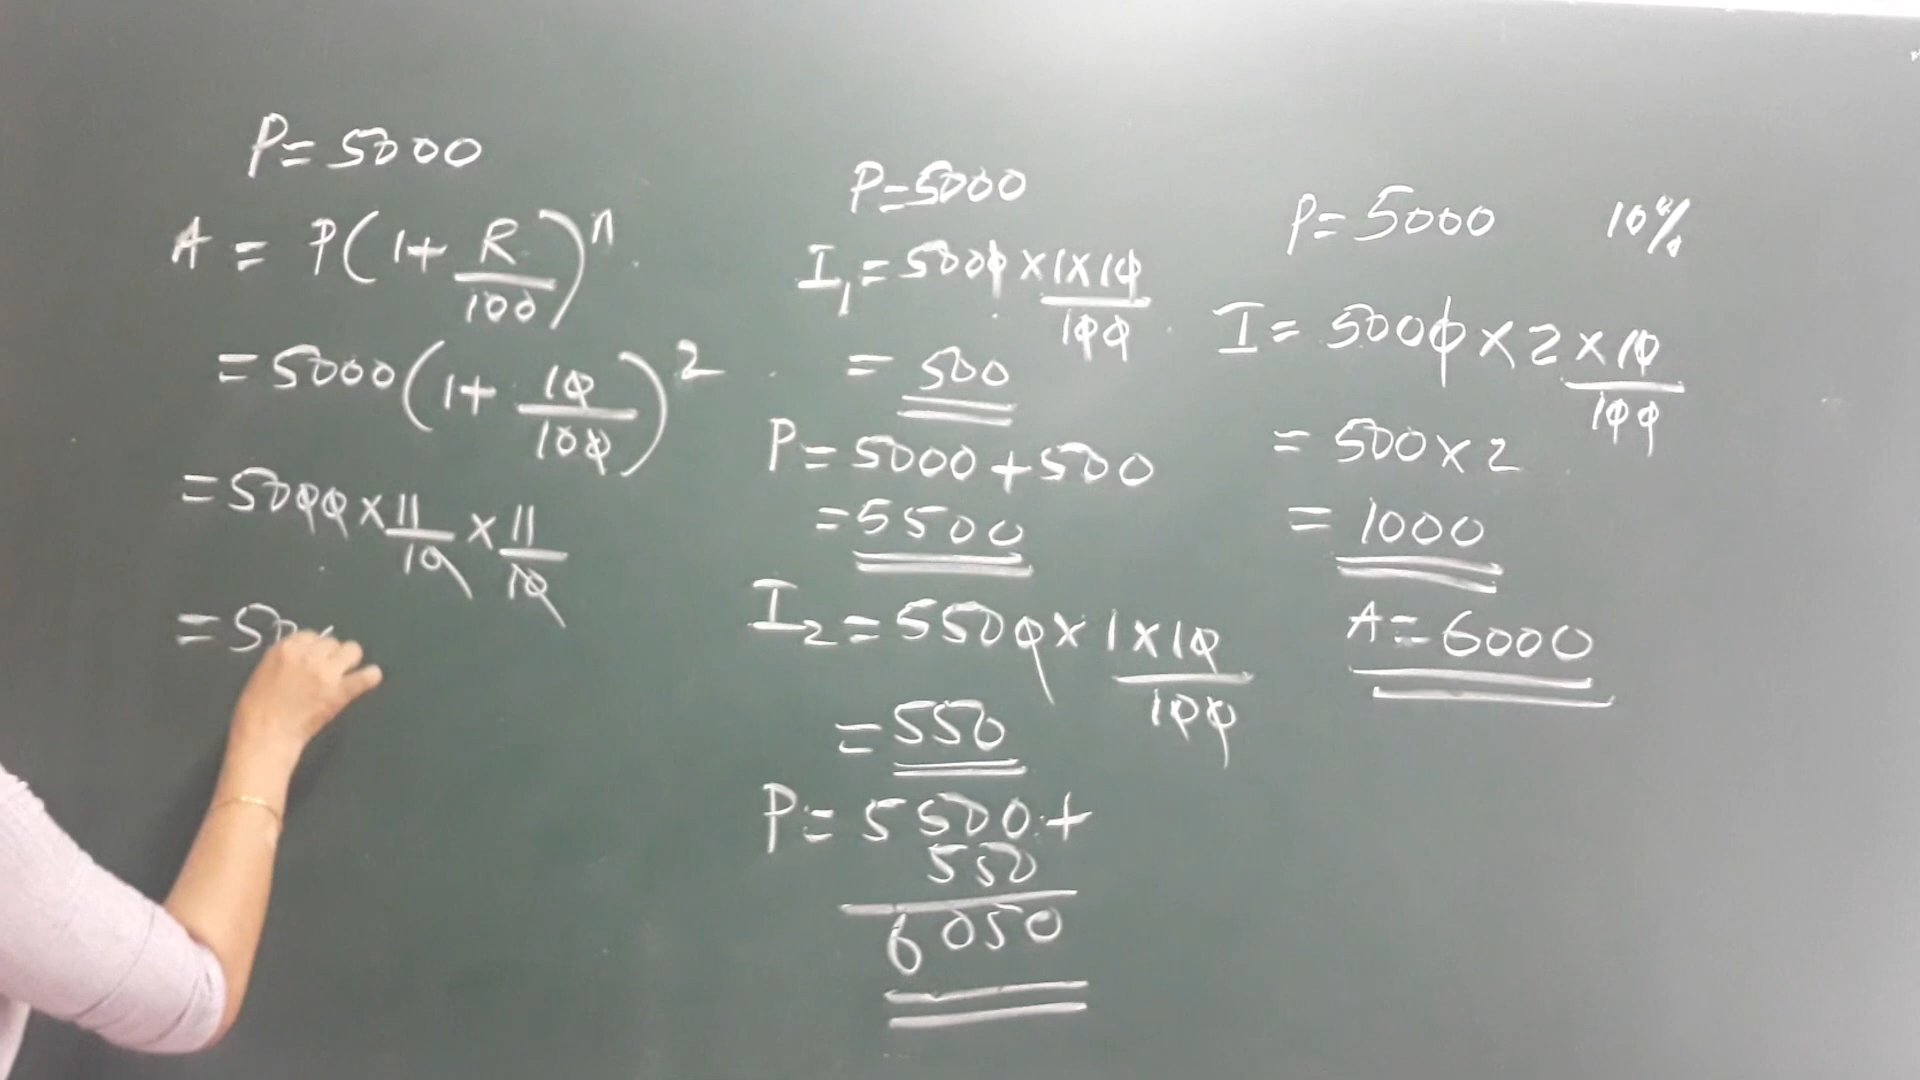 P=5000
A = P(1+R/100)^n
=5000(1+10/100)^2
=5000×11/10×11/10
=50
P=5000
I₁=5000×1×10/100
=500
P=5000+500
=5500
I₂=5500×1×10/100
=550
P=5500+
550
6050
P=5000 10%
I=5000×2×10/100
=500×2
=1000
A=6000